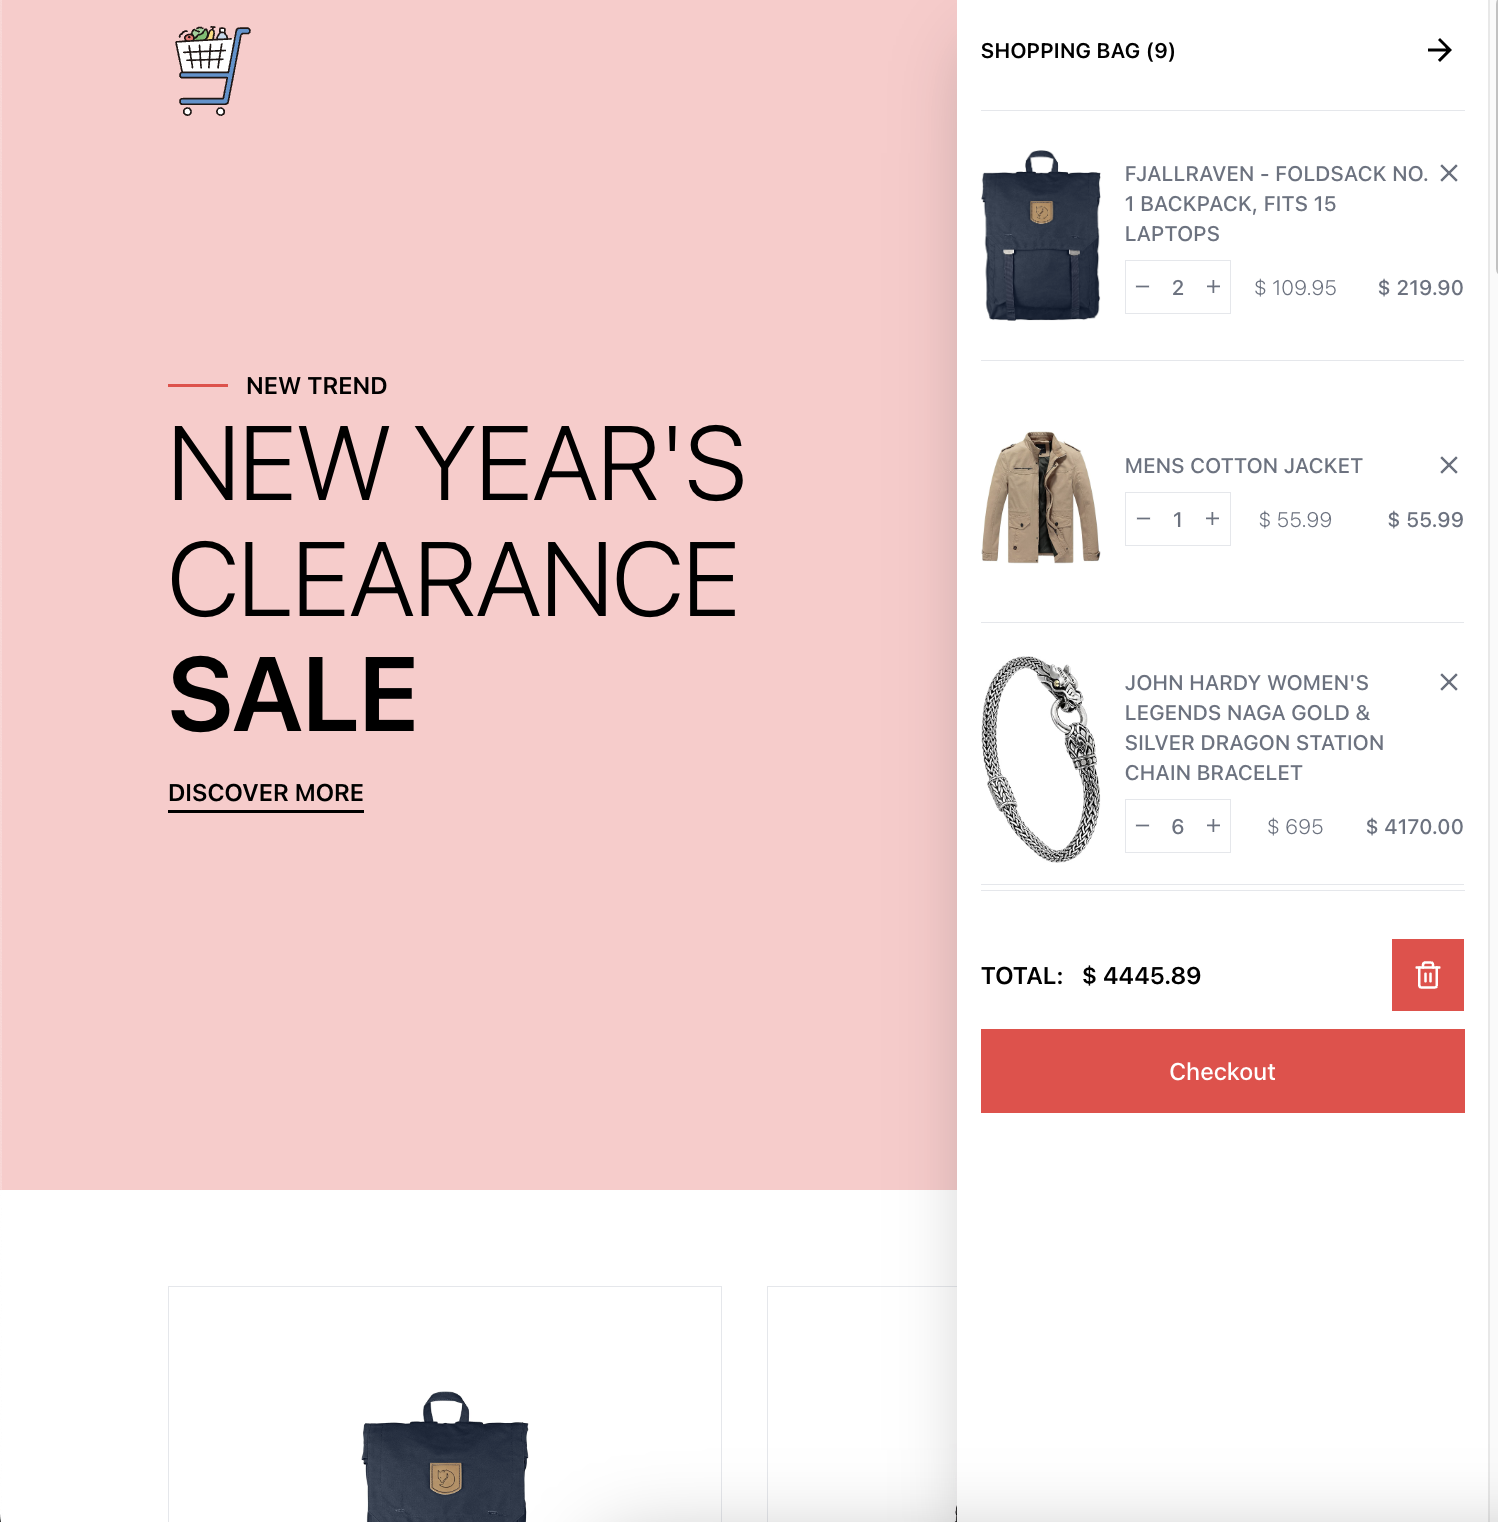 NEW TREND
NEW YEAR'S
CLEARANCE
SALE
DISCOVER MORE
SHOPPING BAG (9)
FJALLRAVEN - FOLDSACK NO.
1 BACKPACK, FITS 15
LAPTOPS
− 2 + $ 109.95 $ 219.90
MENS COTTON JACKET
− 1 + $ 55.99 $ 55.99
JOHN HARDY WOMEN'S
LEGENDS NAGA GOLD &
SILVER DRAGON STATION
CHAIN BRACELET
− 6 + $ 695 $ 4170.00
TOTAL: $ 4445.89
Checkout